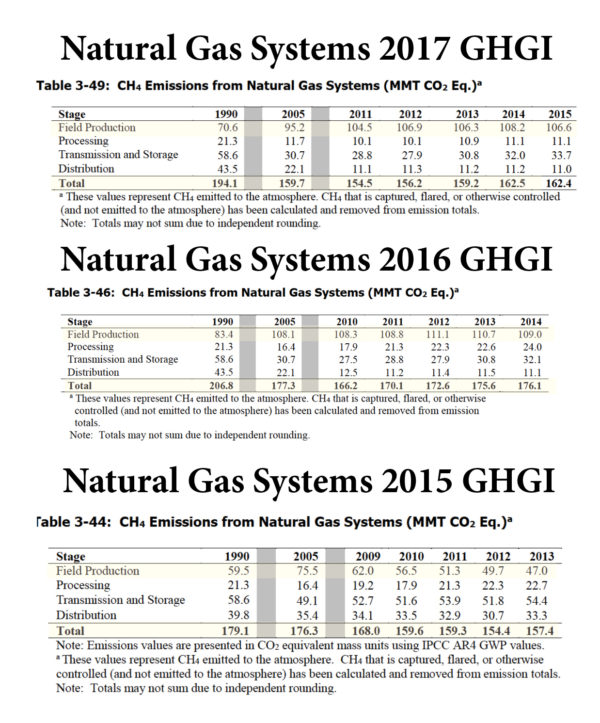 Natural Gas Systems 2017 GHGI
Table 3-49: CH₄ Emissions from Natural Gas Systems (MMT CO₂ Eq.)ᵃ
Stage 1990 2005 2011 2012 2013 2014 2015
Field Production 70.6 95.2 104.5 106.9 106.3 108.2 106.6
Processing 21.3 11.7 10.1 10.1 10.9 11.1 11.1
Transmission and Storage 58.6 30.7 28.8 27.9 30.8 32.0 33.7
Distribution 43.5 22.1 11.1 11.3 11.2 11.2 11.0
Total 194.1 159.7 154.5 156.2 159.2 162.5 162.4
ᵃ These values represent CH₄ emitted to the atmosphere. CH₄ that is captured, flared, or otherwise controlled
(and not emitted to the atmosphere) has been calculated and removed from emission totals.
Note: Totals may not sum due to independent rounding.
Natural Gas Systems 2016 GHGI
Table 3-46: CH₄ Emissions from Natural Gas Systems (MMT CO₂ Eq.)ᵃ
Stage 1990 2005 2010 2011 2012 2013 2014
Field Production 83.4 108.1 108.3 108.8 111.1 110.7 109.0
Processing 21.3 16.4 17.9 21.3 22.3 22.6 24.0
Transmission and Storage 58.6 30.7 27.5 28.8 27.9 30.8 32.1
Distribution 43.5 22.1 12.5 11.2 11.4 11.5 11.1
Total 206.8 177.3 166.2 170.1 172.6 175.6 176.1
ᵃ These values represent CH₄ emitted to the atmosphere. CH₄ that is captured, flared, or otherwise
controlled (and not emitted to the atmosphere) has been calculated and removed from emission
totals.
Note: Totals may not sum due to independent rounding.
Natural Gas Systems 2015 GHGI
Table 3-44: CH₄ Emissions from Natural Gas Systems (MMT CO₂ Eq.)ᵃ
Stage 1990 2005 2009 2010 2011 2012 2013
Field Production 59.5 75.5 62.0 56.5 51.3 49.7 47.0
Processing 21.3 16.4 19.2 17.9 21.3 22.3 22.7
Transmission and Storage 58.6 49.1 52.7 51.6 53.9 51.8 54.4
Distribution 39.8 35.4 34.1 33.5 32.9 30.7 33.3
Total 179.1 176.3 168.0 159.6 159.3 154.4 157.4
Note: Emissions values are presented in CO₂ equivalent mass units using IPCC AR4 GWP values.
ᵃ These values represent CH₄ emitted to the atmosphere. CH₄ that is captured, flared, or otherwise
controlled (and not emitted to the atmosphere) has been calculated and removed from emission totals.
Note: Totals may not sum due to independent rounding.